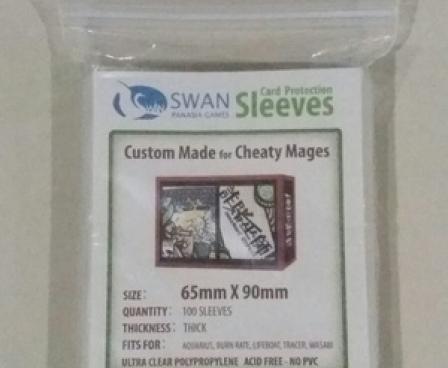 SWAN
PANASIA GAMES
Card Protection
Sleeves
Custom Made for Cheaty Mages
SIZE: 65mm X 90mm
QUANTITY: 100 SLEEVES
THICKNESS: THICK
FITS FOR: AQUARIUS, BURN RATE, LIFEBOAT, TRACER, WASABI
ULTRA CLEAR POLYPROPYLENE ACID FREE - NO PVC